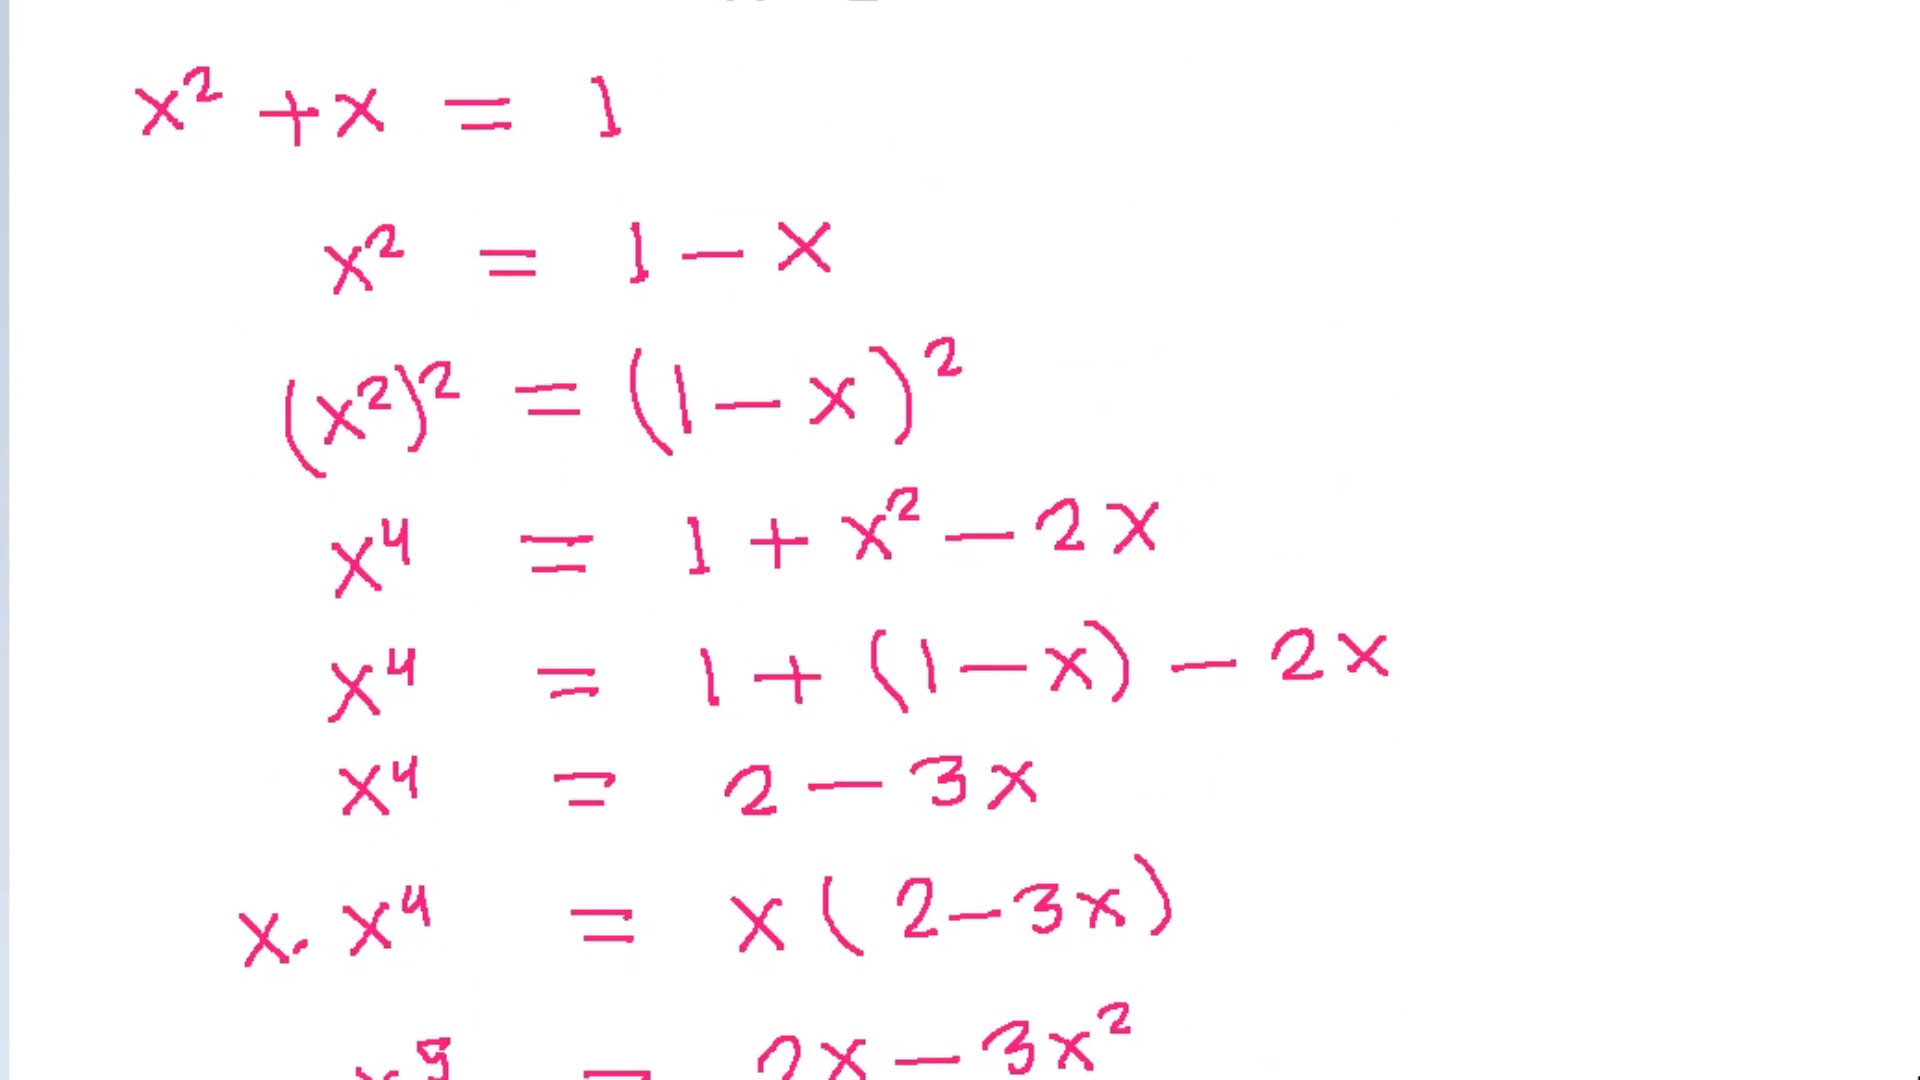 x² + x = 1
x² = 1 - x
(x²)² = (1 - x)²
x⁴ = 1 + x² - 2x
x⁴ = 1 + (1 - x) - 2x
x⁴ = 2 - 3x
x. x⁴ = x(2 - 3x)
x⁵ = 2x - 3x²